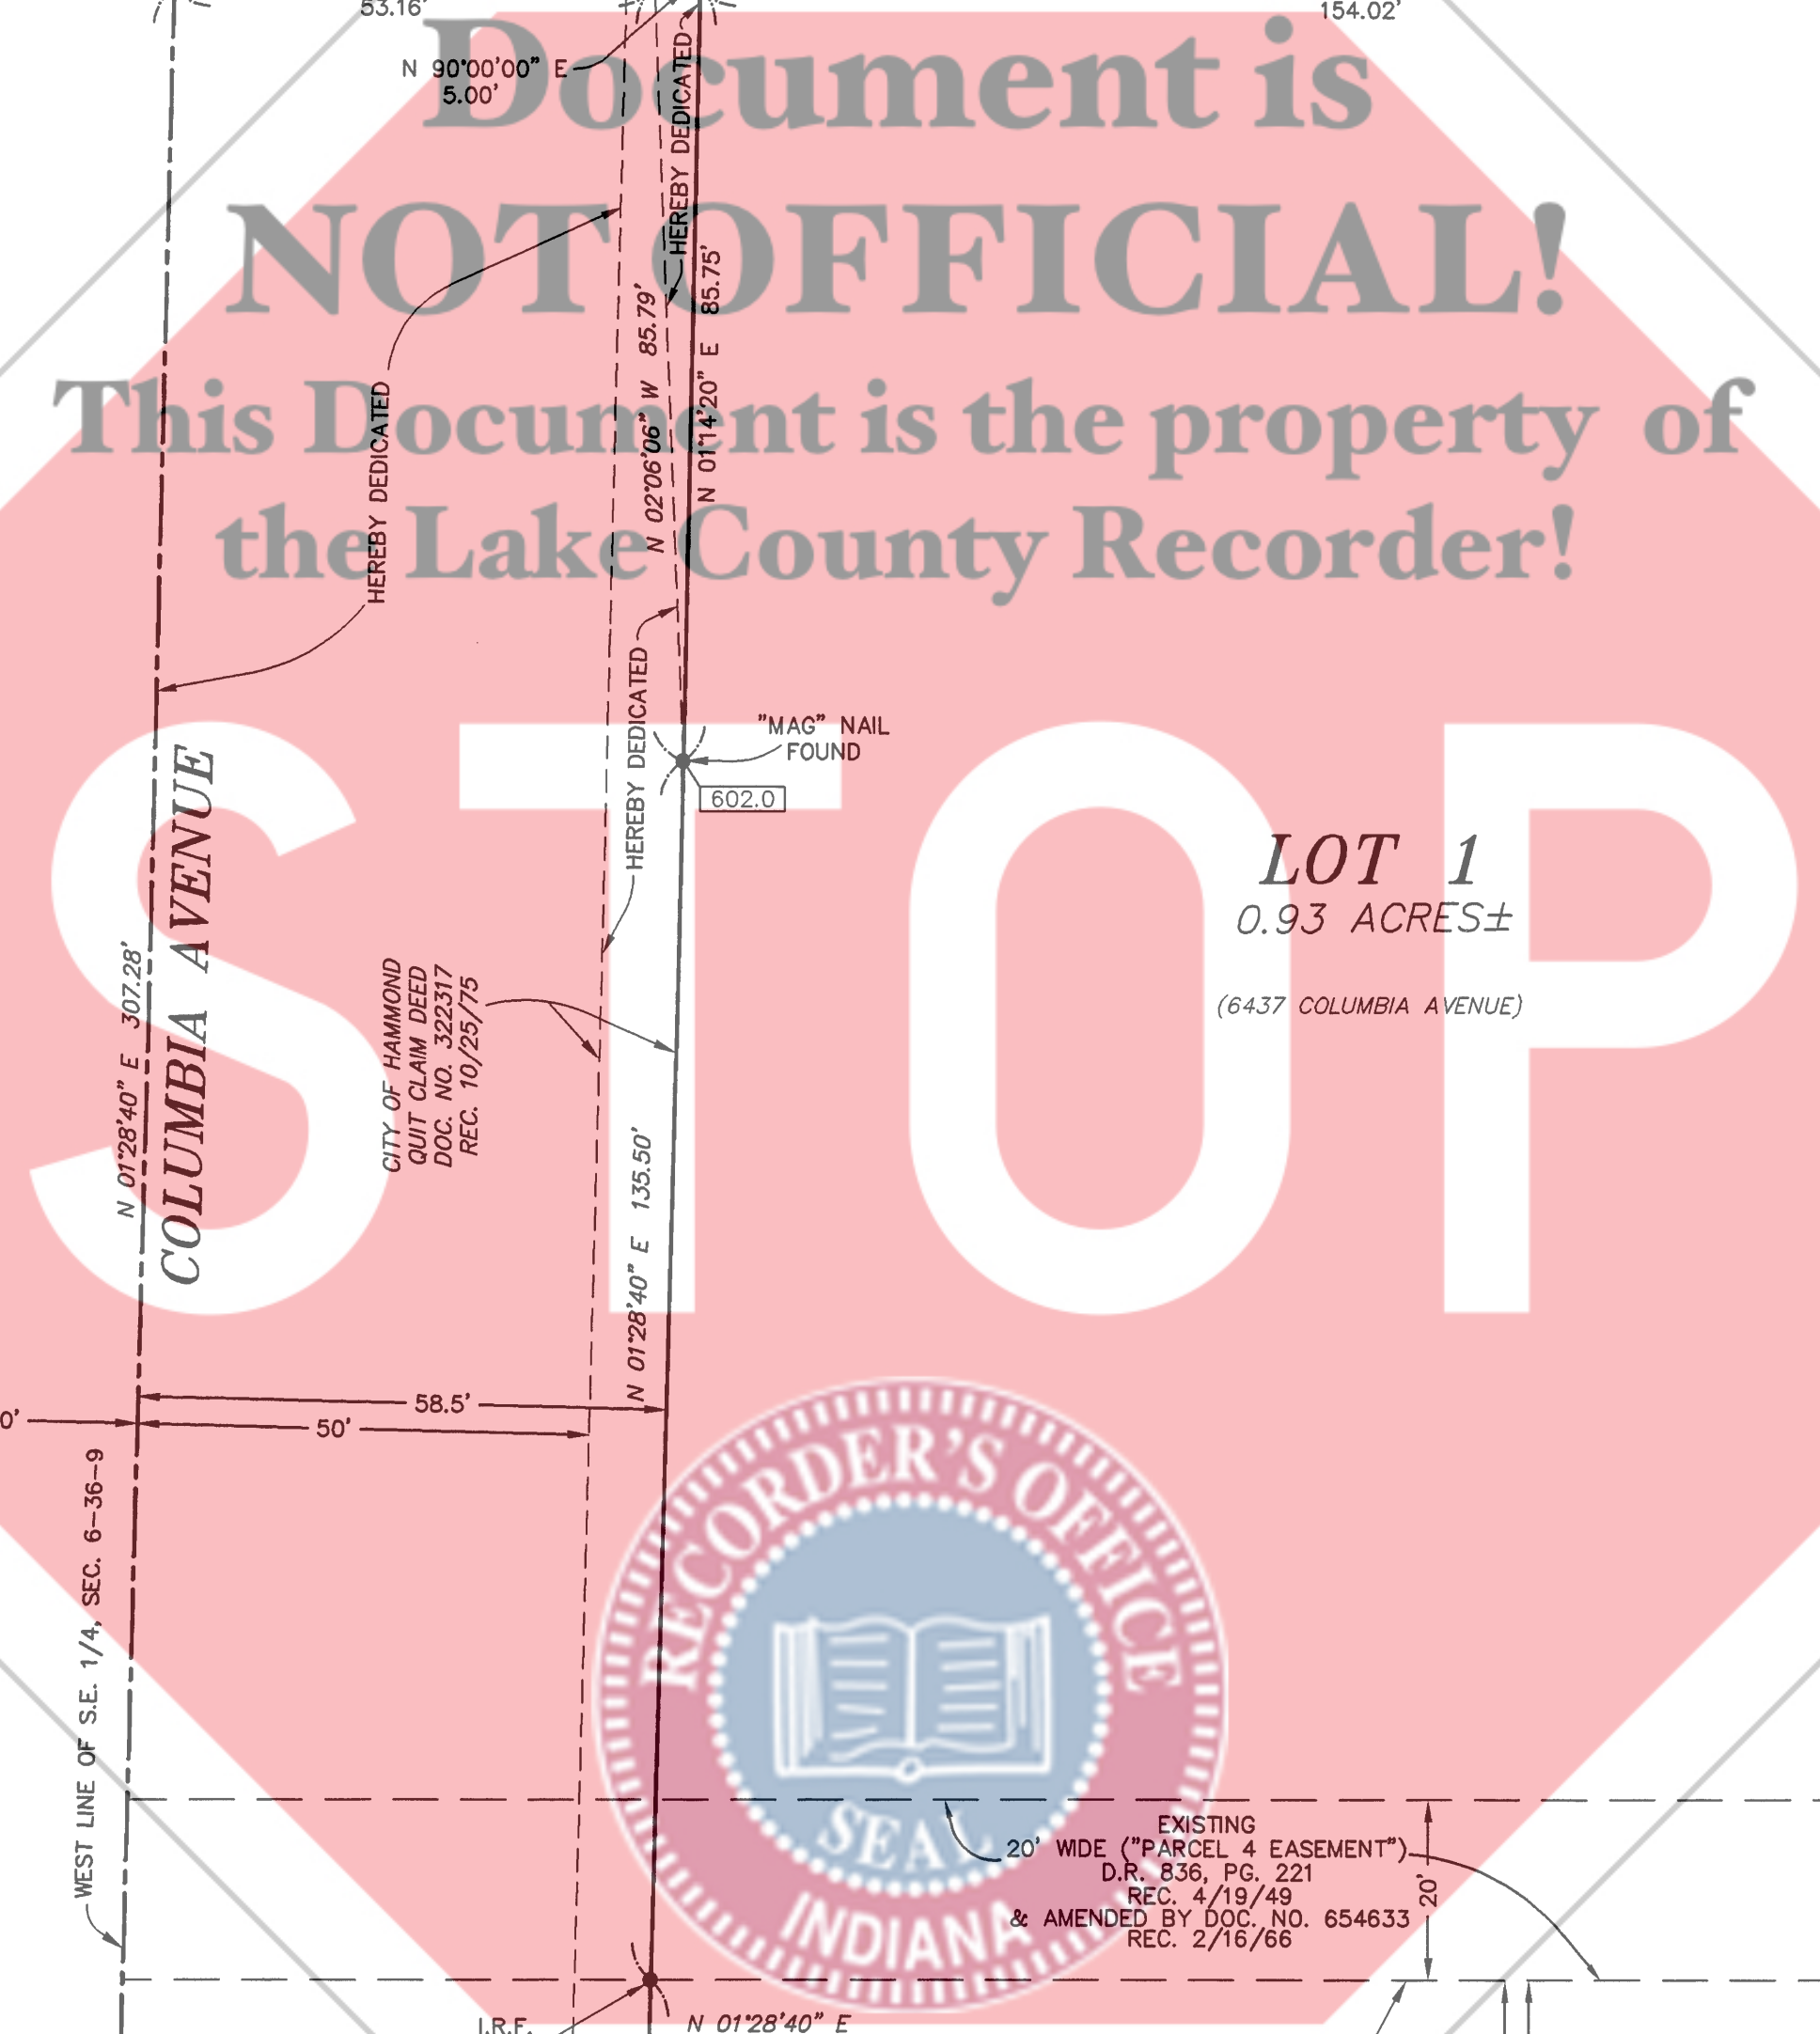 53.16'
154.02'
N 90°00'00" E
5.00'
Document is
NOT OFFICIAL!
This Document is the property of
the Lake County Recorder!
STOP
HEREBY DEDICATED
HEREBY DEDICATED
N 02°06'06" W 85.79'
N 01°14'20" E 85.75'
HEREBY DEDICATED
"MAG" NAIL
FOUND
602.0
COLUMBIA AVENUE
N 01°28'40" E 307.28'
LOT 1
0.93 ACRES±
(6437 COLUMBIA AVENUE)
CITY OF HAMMOND
QUIT CLAIM DEED
DOC. NO. 322317
REC. 10/25/75
N 01°28'40" E 135.50'
58.5'
50'
WEST LINE OF S.E. 1/4, SEC. 6-36-9
RECORDER'S OFFICE
SEAL
INDIANA
EXISTING
20' WIDE ("PARCEL 4 EASEMENT")
D.R. 836, PG. 221
REC. 4/19/49
& AMENDED BY DOC. NO. 654633
REC. 2/16/66
20'
I.R.F.
N 01°28'40" E